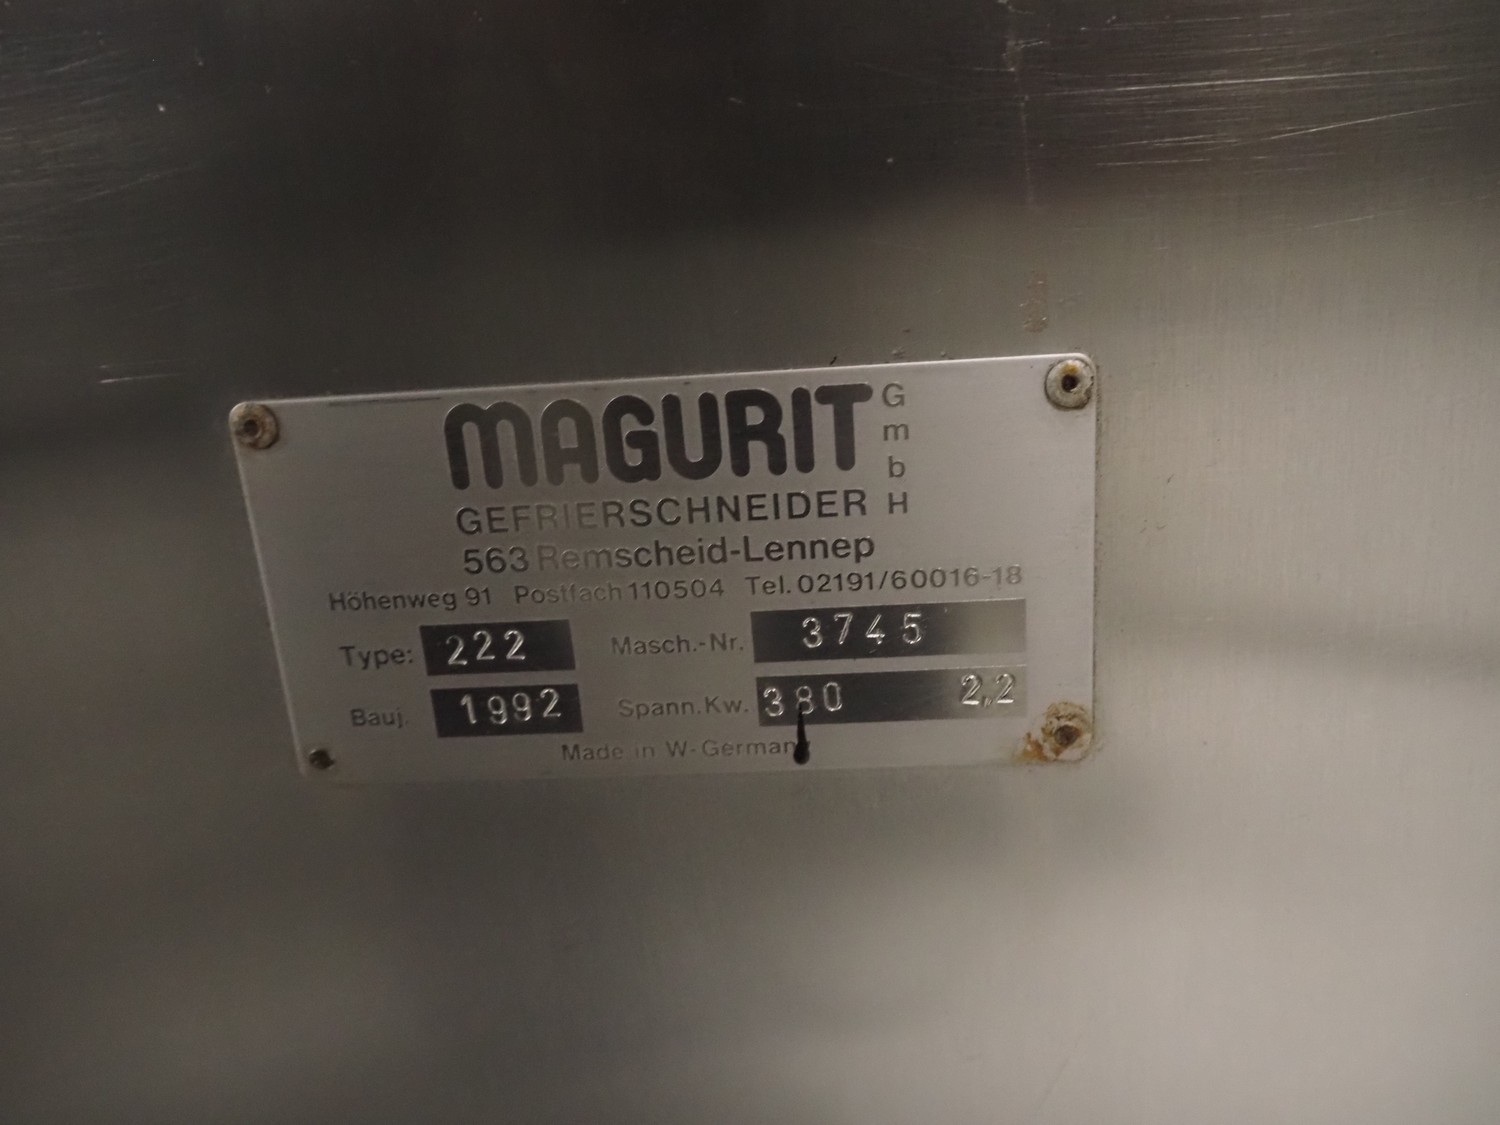 MAGURIT GmbH
GEFRIERSCHNEIDER
563 Remscheid-Lennep
Höhenweg 91 Postfach 110504 Tel. 02191/60016-18
Type: 222 Masch.-Nr. 3745
Bauj. 1992 Spann. Kw. 380 2,2
Made in W-Germany